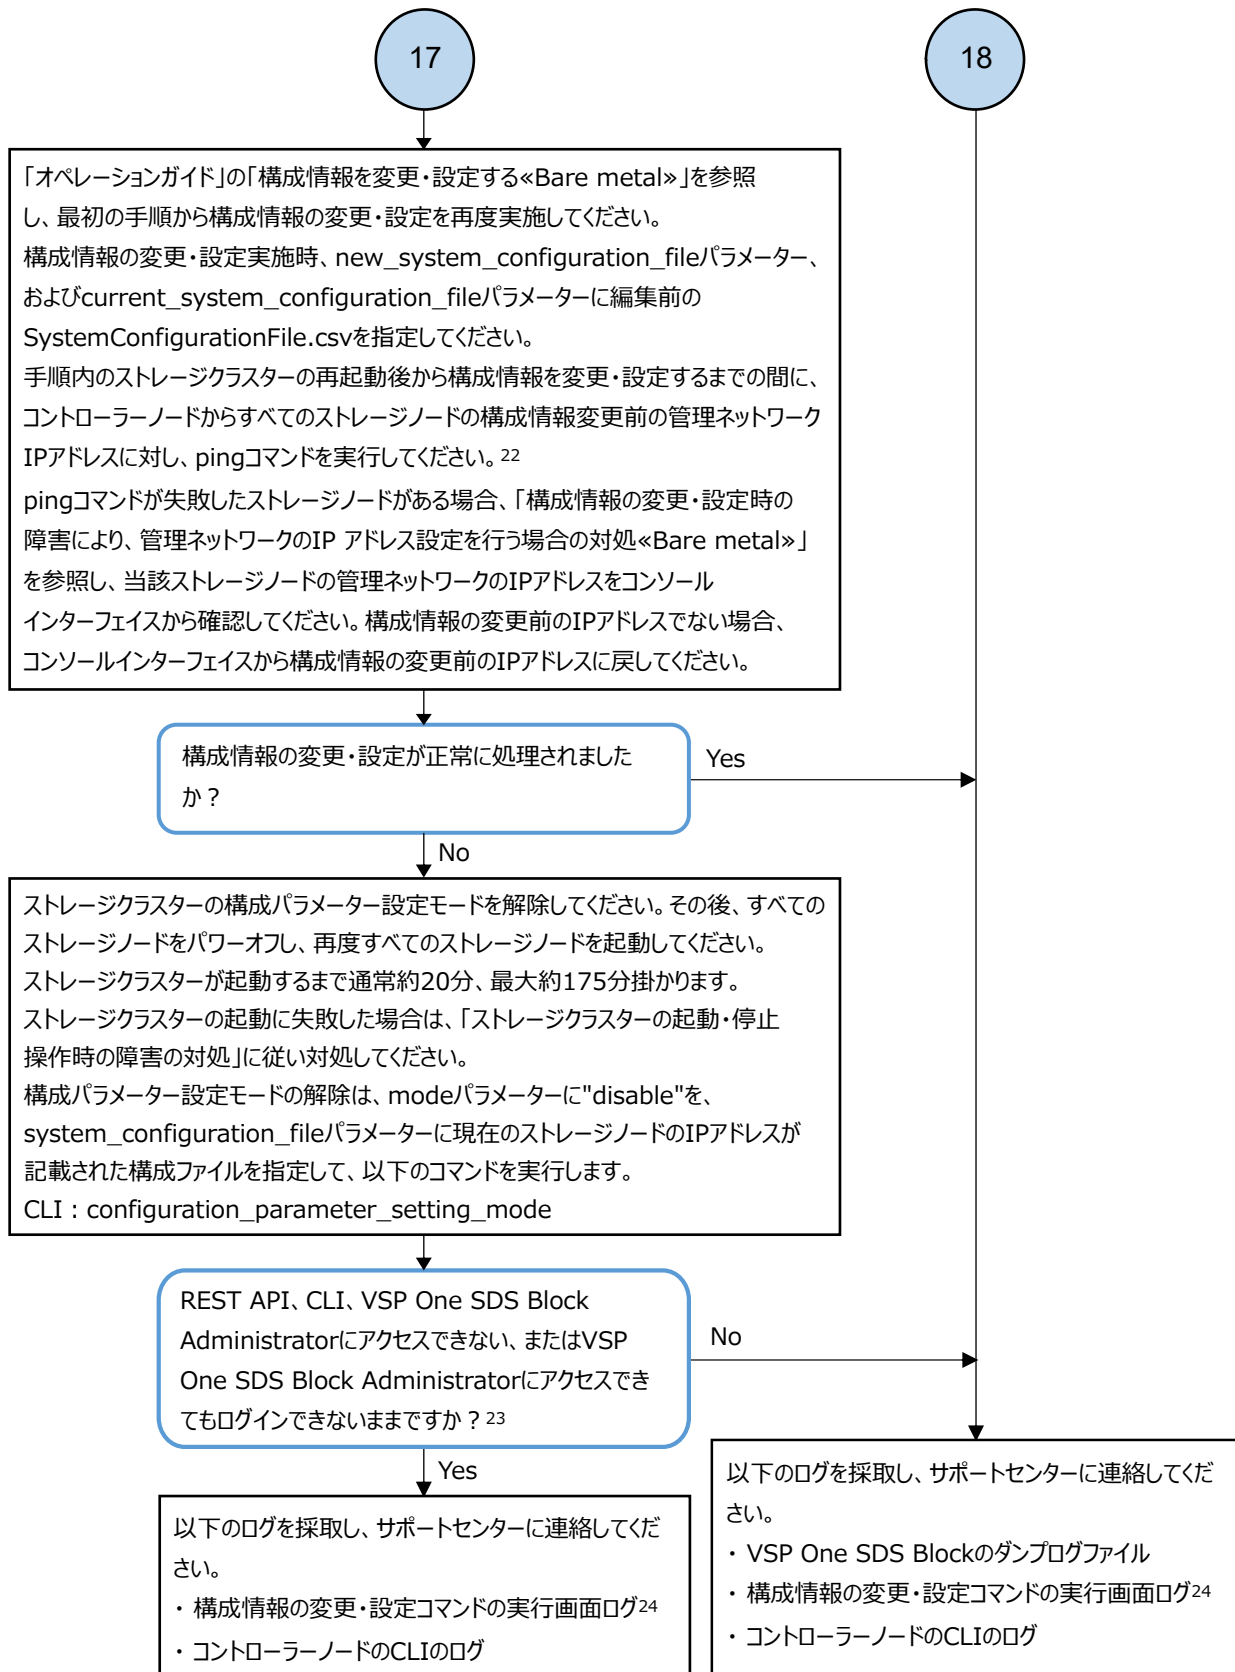 17
18
「オペレーションガイド」の「構成情報を変更・設定する«Bare metal»」を参照
し、最初の手順から構成情報の変更・設定を再度実施してください。
構成情報の変更・設定実施時、new_system_configuration_fileパラメーター、
およびcurrent_system_configuration_fileパラメーターに編集前の
SystemConfigurationFile.csvを指定してください。
手順内のストレージクラスターの再起動後から構成情報を変更・設定するまでの間に、
コントローラーノードからすべてのストレージノードの構成情報変更前の管理ネットワーク
IPアドレスに対し、pingコマンドを実行してください。22
pingコマンドが失敗したストレージノードがある場合、「構成情報の変更・設定時の
障害により、管理ネットワークのIP アドレス設定を行う場合の対処«Bare metal»」
を参照し、当該ストレージノードの管理ネットワークのIPアドレスをコンソール
インターフェイスから確認してください。構成情報の変更前のIPアドレスでない場合、
コンソールインターフェイスから構成情報の変更前のIPアドレスに戻してください。
構成情報の変更・設定が正常に処理されました
か？
Yes
No
ストレージクラスターの構成パラメーター設定モードを解除してください。その後、すべての
ストレージノードをパワーオフし、再度すべてのストレージノードを起動してください。
ストレージクラスターが起動するまで通常約20分、最大約175分掛かります。
ストレージクラスターの起動に失敗した場合は、「ストレージクラスターの起動・停止
操作時の障害の対処」に従い対処してください。
構成パラメーター設定モードの解除は、modeパラメーターに"disable"を、
system_configuration_fileパラメーターに現在のストレージノードのIPアドレスが
記載された構成ファイルを指定して、以下のコマンドを実行します。
CLI：configuration_parameter_setting_mode
REST API、CLI、VSP One SDS Block
Administratorにアクセスできない、またはVSP
One SDS Block Administratorにアクセスでき
てもログインできないままですか？23
No
Yes
以下のログを採取し、サポートセンターに連絡してくだ
さい。
・ 構成情報の変更・設定コマンドの実行画面ログ24
・ コントローラーノードのCLIのログ
以下のログを採取し、サポートセンターに連絡してくだ
さい。
・ VSP One SDS Blockのダンプログファイル
・ 構成情報の変更・設定コマンドの実行画面ログ24
・ コントローラーノードのCLIのログ